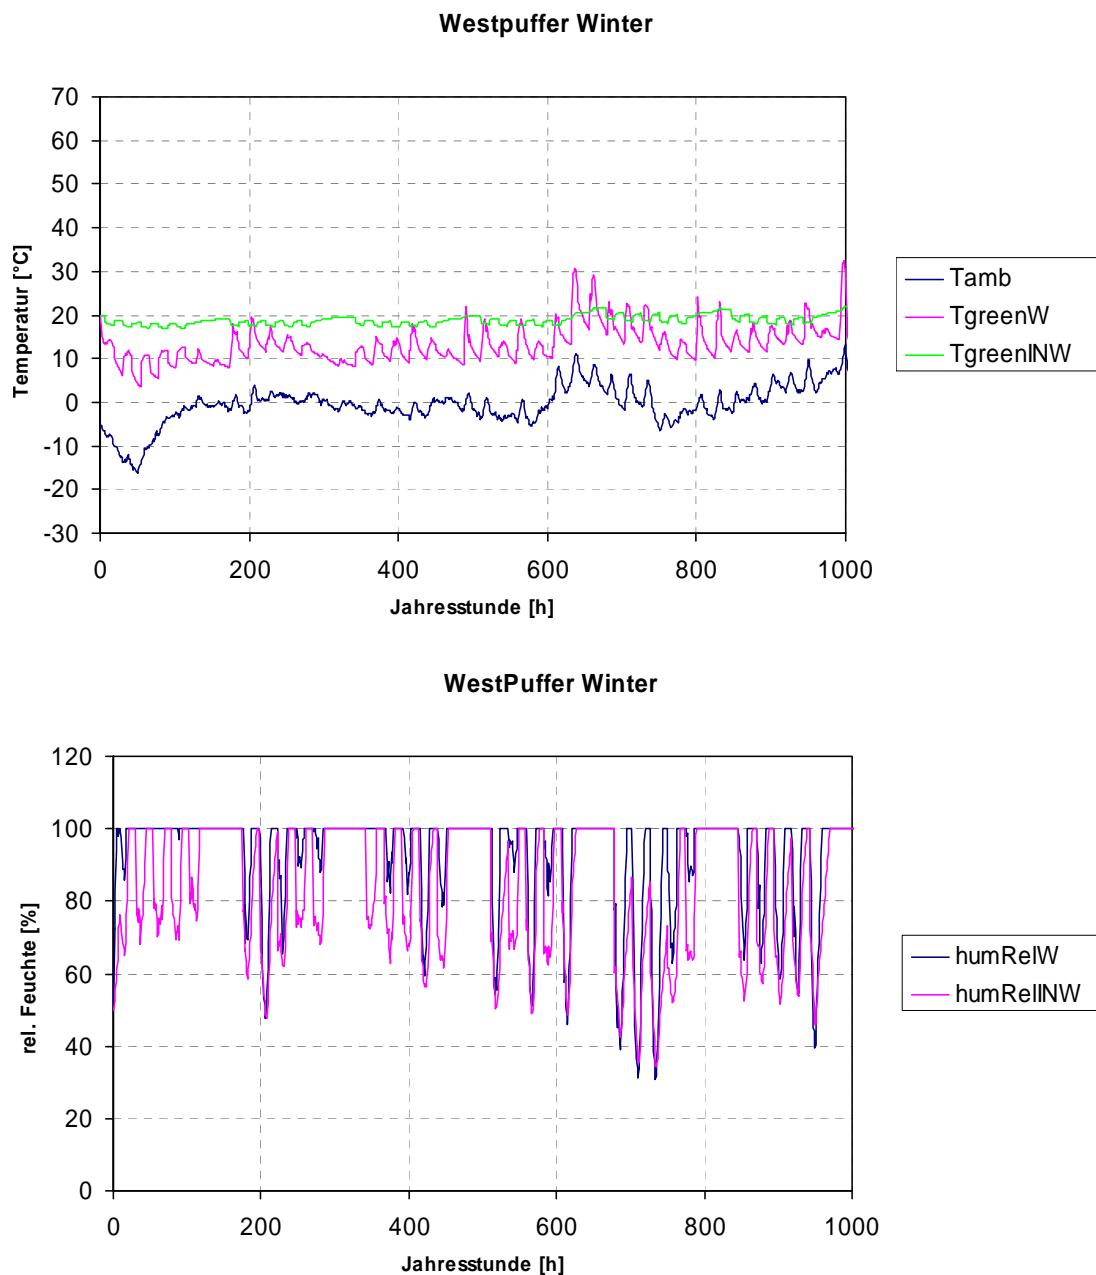 Westpuffer Winter
70
60
50
40
30
20
10
0
-10
-20
-30
Temperatur [°C]
0 200 400 600 800 1000
Jahresstunde [h]
Tamb
TgreenW
TgreenINW
WestPuffer Winter
120
100
80
60
40
20
0
rel. Feuchte [%]
0 200 400 600 800 1000
Jahresstunde [h]
humRelW
humRelINW